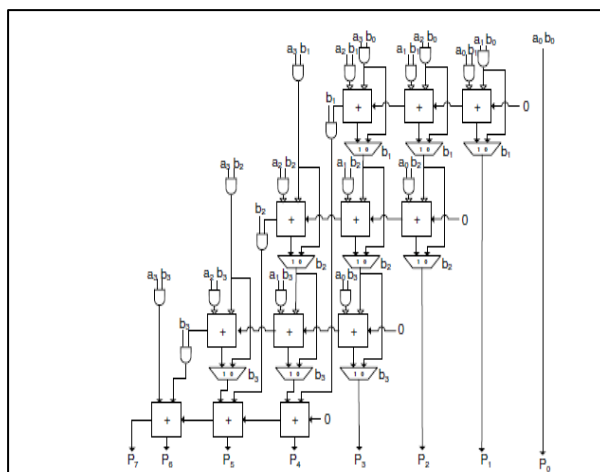 a₃ b₀ a₂ b₀ a₁ b₀ a₀ b₀
a₃ b₁ a₂ b₁ a₁ b₁ a₀ b₁
b₁ + + + 0
1 0 b₁ 1 0 b₁ 1 0 b₁
a₃ b₂ a₂ b₂ a₁ b₂ a₀ b₂
b₂ + + + 0
1 0 b₂ 1 0 b₂ 1 0 b₂
a₃ b₃ a₂ b₃ a₁ b₃ a₀ b₃
b₃ + + + 0
1 0 b₃ 1 0 b₃ 1 0 b₃
+ + + 0
P₇ P₆ P₅ P₄ P₃ P₂ P₁ P₀